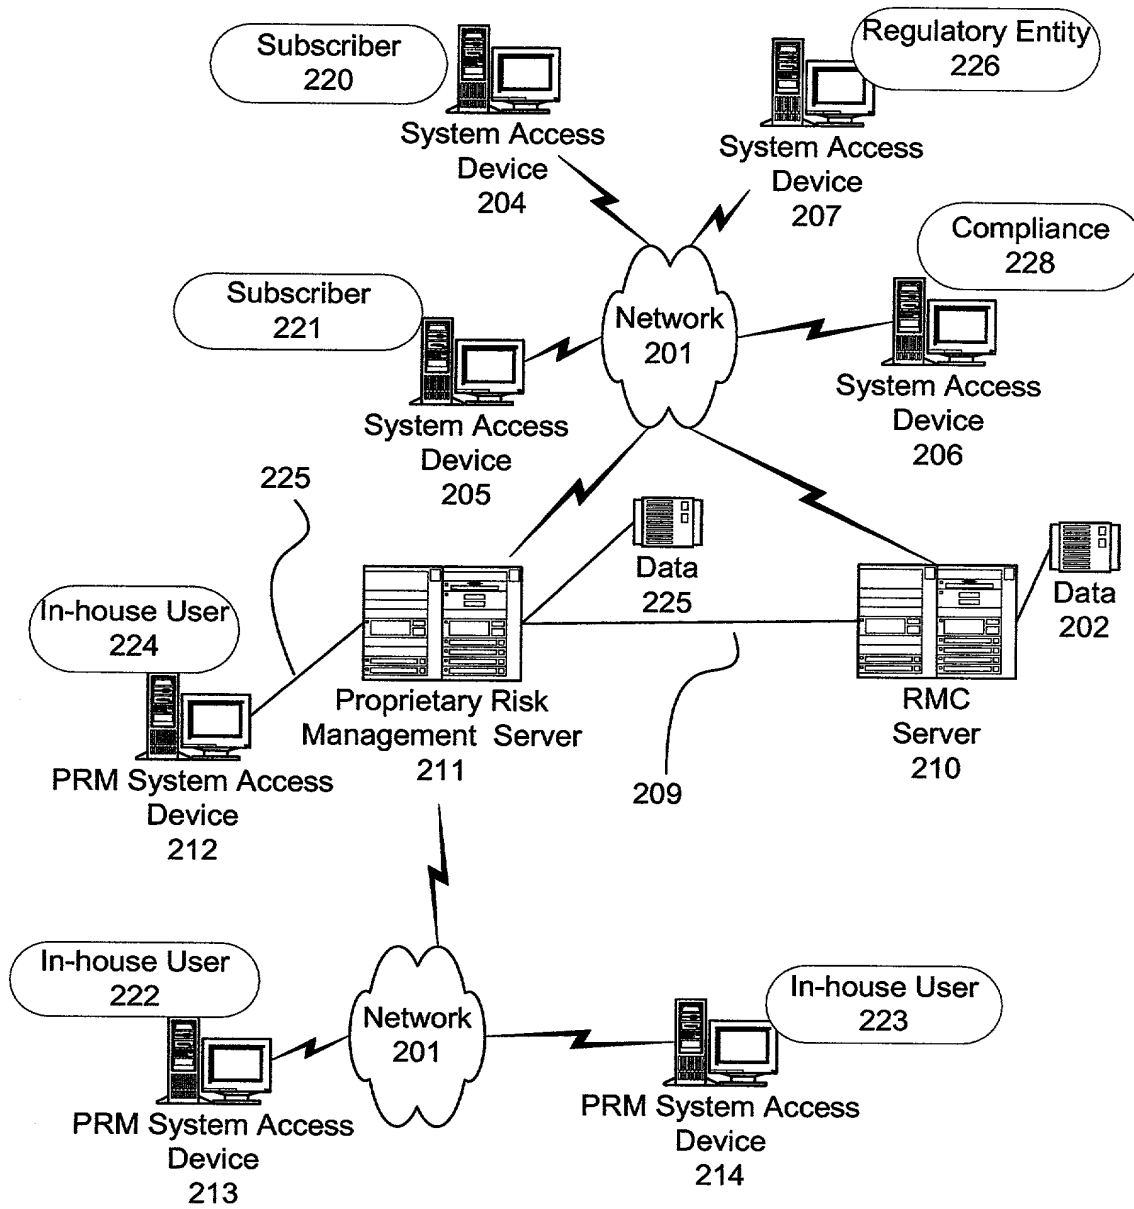 Subscriber
220
Regulatory Entity
226
System Access
Device
204
System Access
Device
207
Compliance
228
Subscriber
221
Network
201
System Access
Device
206
System Access
Device
205
225
Data
225
Data
202
In-house User
224
Proprietary Risk
Management Server
211
RMC
Server
210
209
PRM System Access
Device
212
In-house User
222
Network
201
In-house User
223
PRM System Access
Device
213
PRM System Access
Device
214